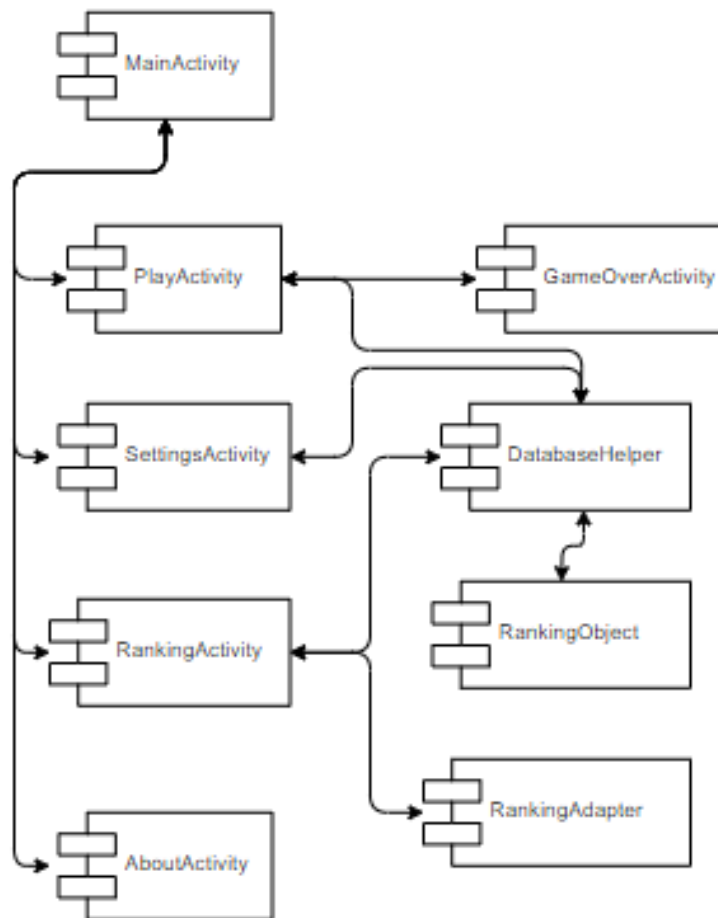 MainActivity
PlayActivity
GameOverActivity
SettingsActivity
DatabaseHelper
RankingActivity
RankingObject
RankingAdapter
AboutActivity